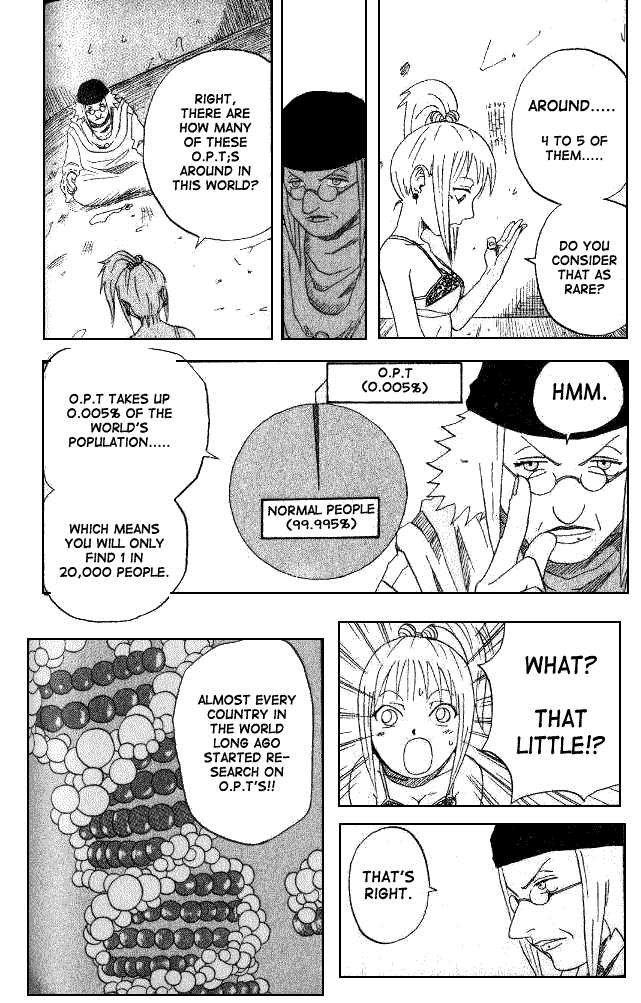 AROUND.....
4 TO 5 OF
THEM.....
DO YOU
CONSIDER
THAT AS
RARE?
RIGHT,
THERE ARE
HOW MANY
OF THESE
O.P.T;S
AROUND IN
THIS WORLD?
HMM.
O.P.T
(0.005%)
NORMAL PEOPLE
(99.995%)
O.P.T TAKES UP
0.005% OF THE
WORLD'S
POPULATION.....
WHICH MEANS
YOU WILL ONLY
FIND 1 IN
20,000 PEOPLE.
WHAT?
THAT
LITTLE!?
THAT'S
RIGHT.
ALMOST EVERY
COUNTRY IN
THE WORLD
LONG AGO
STARTED RE-
SEARCH ON
O.P.T'S!!